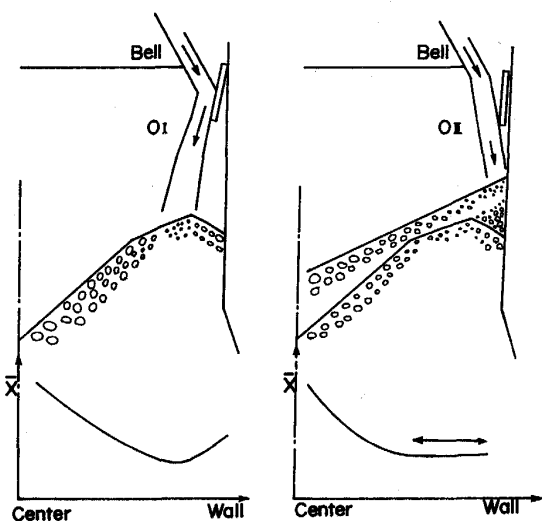 Bell
OI
X̄
Center Wall
Bell
OII
X̄
Center Wall